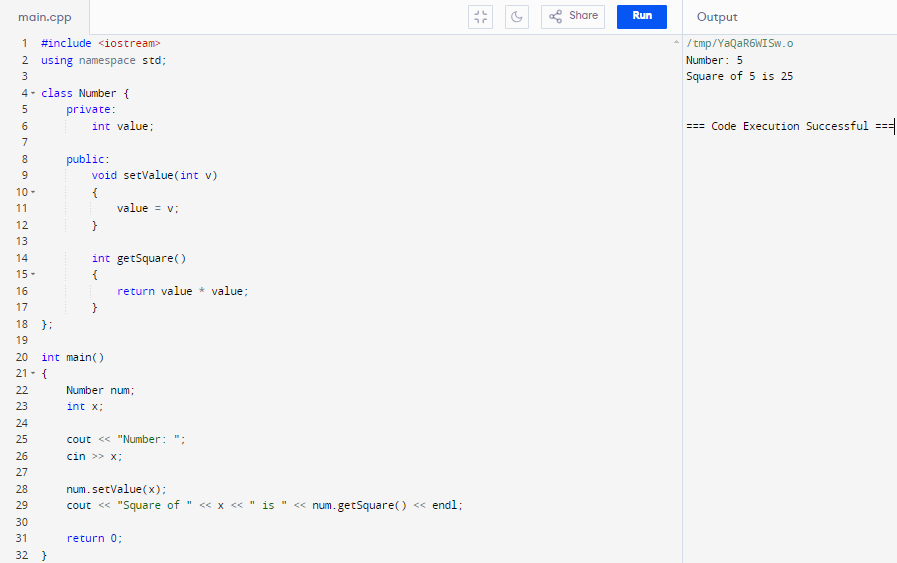 main.cpp
Share
Run
Output
1 #include <iostream>
2 using namespace std;
3
4 class Number {
5     private:
6         int value;
7
8     public:
9         void setValue(int v)
10         {
11             value = v;
12         }
13
14         int getSquare()
15         {
16             return value * value;
17         }
18 };
19
20 int main()
21 {
22     Number num;
23     int x;
24
25     cout << "Number: ";
26     cin >> x;
27
28     num.setValue(x);
29     cout << "Square of " << x << " is " << num.getSquare() << endl;
30
31     return 0;
32 }
/tmp/YaQaR6WISw.o
Number: 5
Square of 5 is 25
=== Code Execution Successful ===